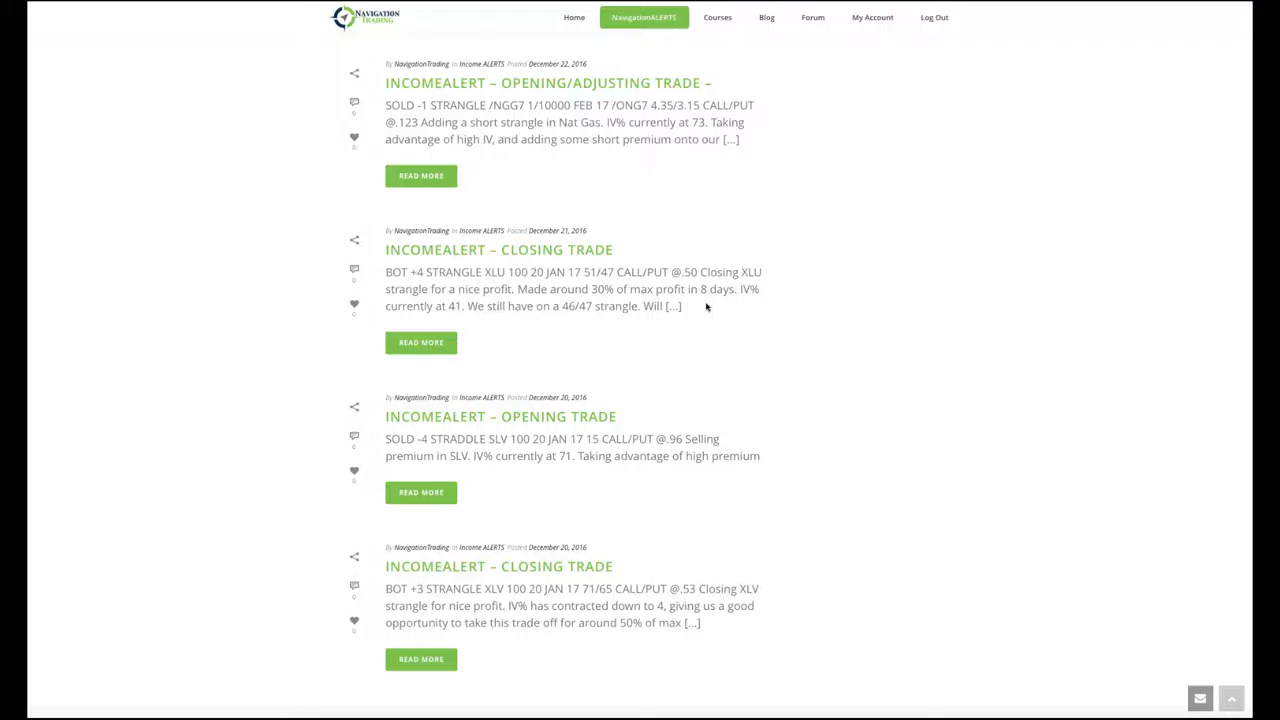 NAVIGATION
TRADING
Home
NavigationALERTS
Courses
Blog
Forum
My Account
Log Out
By NavigationTrading In Income ALERTS Posted December 22, 2016
INCOMEALERT – OPENING/ADJUSTING TRADE –
SOLD -1 STRANGLE /NGG7 1/10000 FEB 17 /ONG7 4.35/3.15 CALL/PUT
@.123 Adding a short strangle in Nat Gas. IV% currently at 73. Taking
advantage of high IV, and adding some short premium onto our [...]
0
0
READ MORE
By NavigationTrading In Income ALERTS Posted December 21, 2016
INCOMEALERT – CLOSING TRADE
BOT +4 STRANGLE XLU 100 20 JAN 17 51/47 CALL/PUT @.50 Closing XLU
strangle for a nice profit. Made around 30% of max profit in 8 days. IV%
currently at 41. We still have on a 46/47 strangle. Will [...]
0
0
READ MORE
By NavigationTrading In Income ALERTS Posted December 20, 2016
INCOMEALERT – OPENING TRADE
SOLD -4 STRADDLE SLV 100 20 JAN 17 15 CALL/PUT @.96 Selling
premium in SLV. IV% currently at 71. Taking advantage of high premium
0
0
READ MORE
By NavigationTrading In Income ALERTS Posted December 20, 2016
INCOMEALERT – CLOSING TRADE
BOT +3 STRANGLE XLV 100 20 JAN 17 71/65 CALL/PUT @.53 Closing XLV
strangle for nice profit. IV% has contracted down to 4, giving us a good
opportunity to take this trade off for around 50% of max [...]
0
0
READ MORE